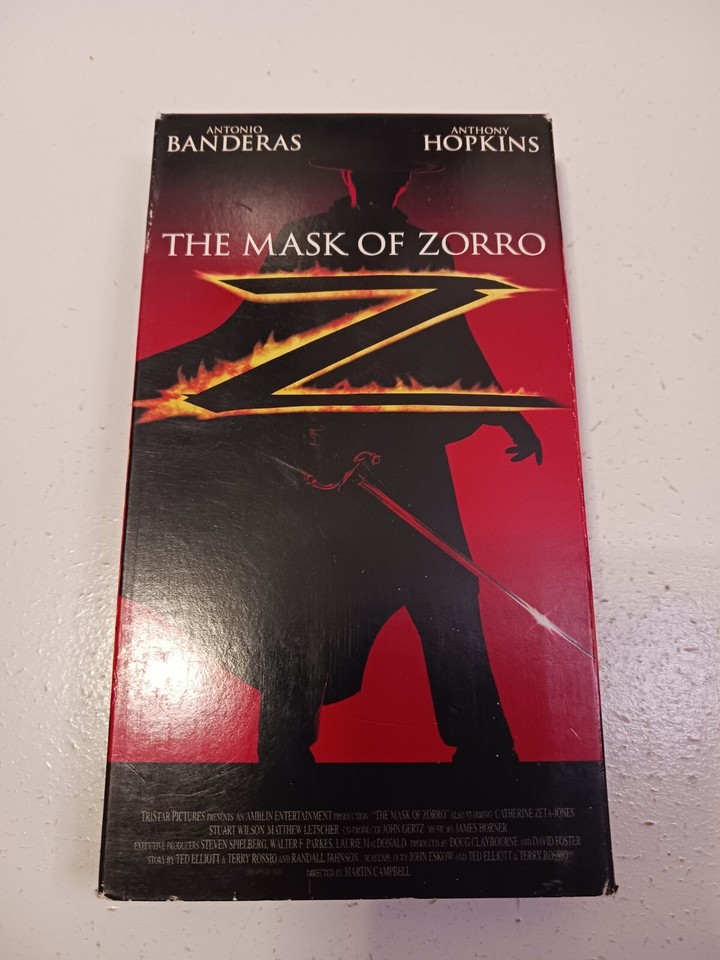 ANTONIO
BANDERAS
ANTHONY
HOPKINS
THE MASK OF ZORRO
Z
TRISTAR PICTURES PRESENTS AN AMBLIN ENTERTAINMENT PRODUCTION "THE MASK OF ZORRO" ALSO STARRING CATHERINE ZETA-JONES
STUART WILSON MATTHEW LETSCHER CO-PRODUCER JOHN GERTZ MUSIC BY JAMES HORNER
EXECUTIVE PRODUCERS STEVEN SPIELBERG, WALTER F. PARKES, LAURIE MACDONALD PRODUCED BY DOUG CLAYBOURNE AND DAVID FOSTER
STORY BY TED ELLIOTT & TERRY ROSSIO AND RANDALL JAHNSON SCREENPLAY BY JOHN ESKOW AND TED ELLIOTT & TERRY ROSSIO
DIRECTED BY MARTIN CAMPBELL